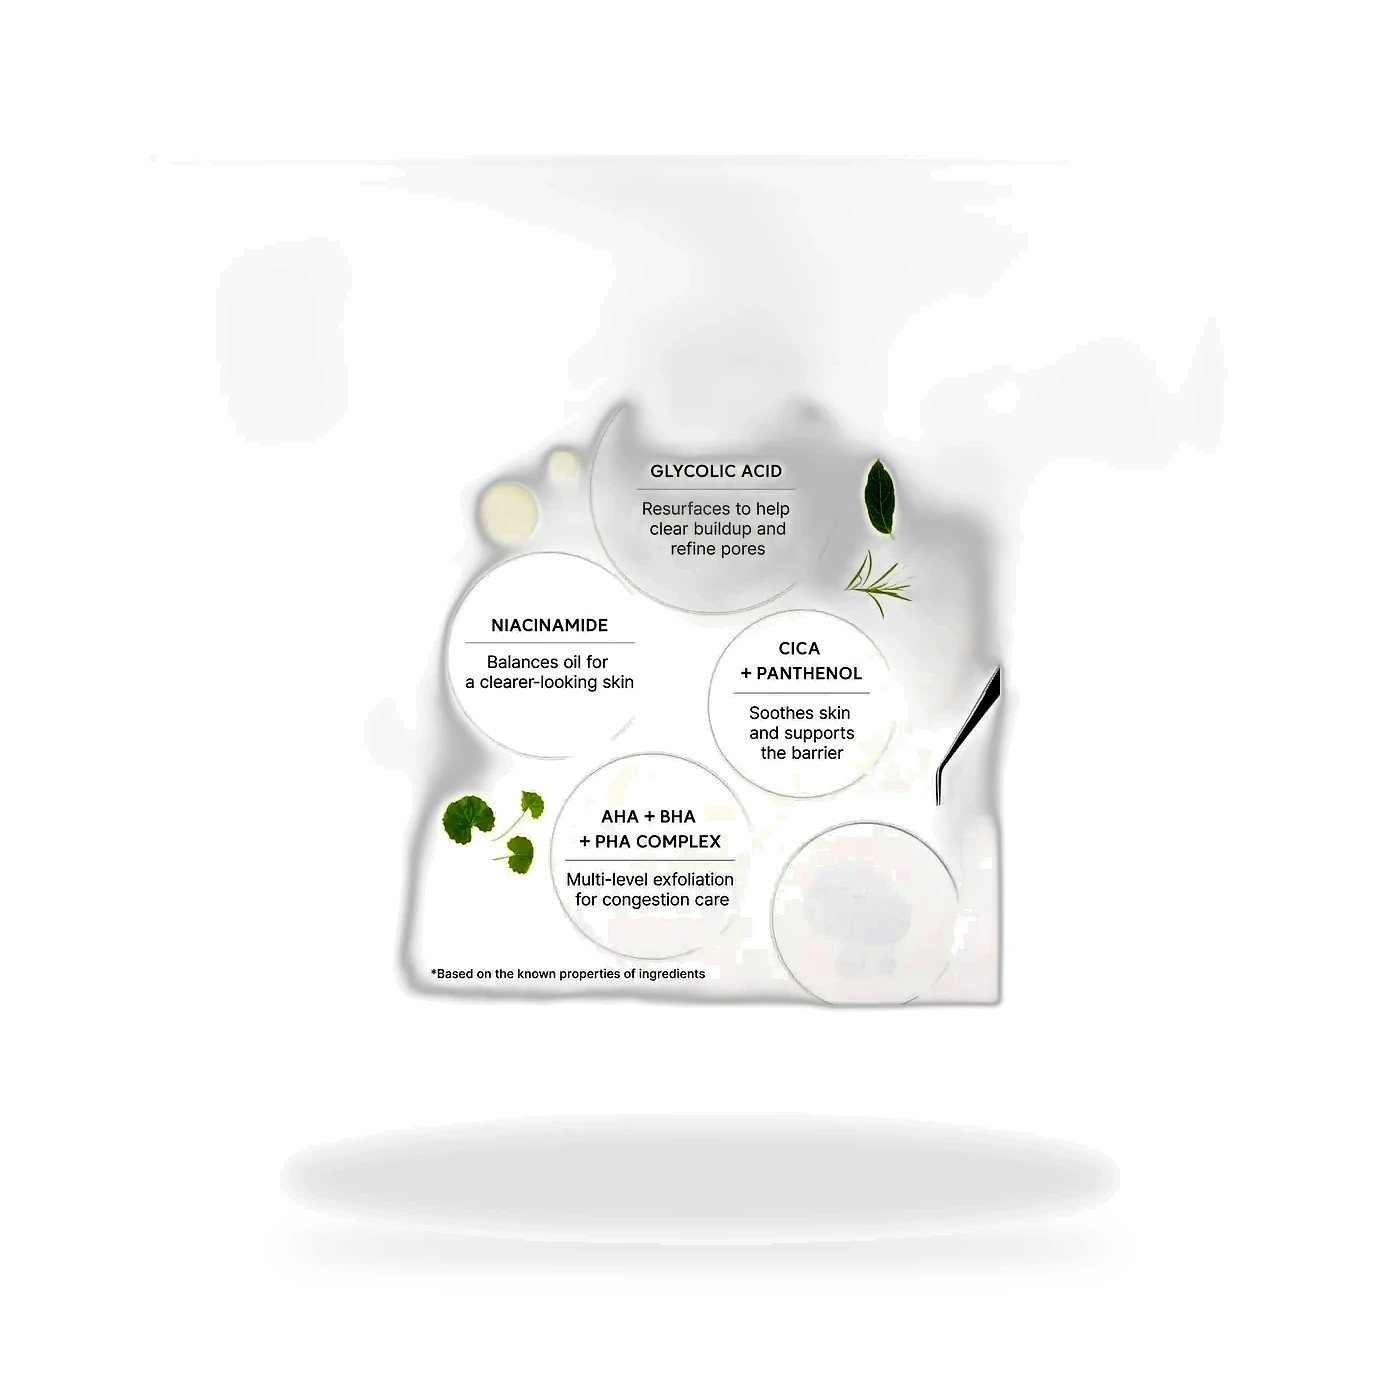 GLYCOLIC ACID
Resurfaces to help
clear buildup and
refine pores
NIACINAMIDE
Balances oil for
a clearer-looking skin
CICA
+ PANTHENOL
Soothes skin
and supports
the barrier
AHA + BHA
+ PHA COMPLEX
Multi-level exfoliation
for congestion care
*Based on the known properties of ingredients